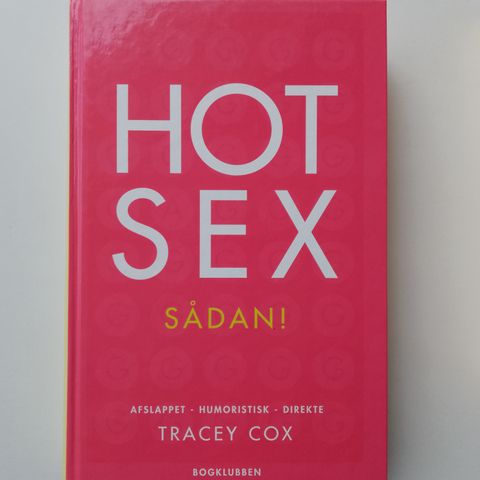 HOT
SEX
SÅDAN!
AFSLAPPET - HUMORISTISK - DIREKTE
TRACEY COX
BOGKLUBBEN